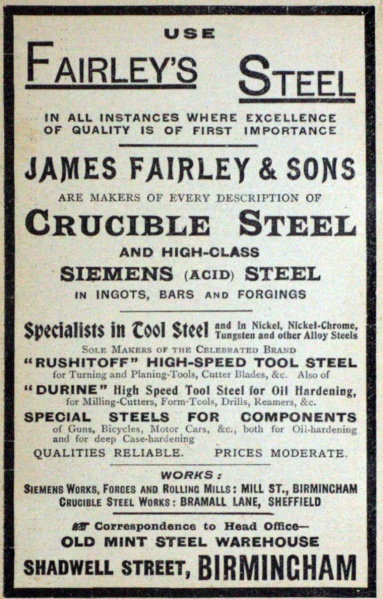 USE
FAIRLEY'S STEEL
IN ALL INSTANCES WHERE EXCELLENCE
OF QUALITY IS OF FIRST IMPORTANCE
JAMES FAIRLEY & SONS
ARE MAKERS OF EVERY DESCRIPTION OF
CRUCIBLE STEEL
AND HIGH-CLASS
SIEMENS (ACID) STEEL
IN INGOTS, BARS AND FORGINGS
Specialists in Tool Steel and In Nickel, Nickel-Chrome,
Tungsten and other Alloy Steels
SOLE MAKERS OF THE CELEBRATED BRAND
"RUSHITOFF" HIGH-SPEED TOOL STEEL
for Turning and Planing-Tools, Cutter Blades, &c. Also of
"DURINE" High Speed Tool Steel for Oil Hardening,
for Milling-Cutters, Form-Tools, Drills, Reamers, &c.
SPECIAL STEELS FOR COMPONENTS
of Guns, Bicycles, Motor Cars, &c., both for Oil-hardening
and for deep Case-hardening
QUALITIES RELIABLE. PRICES MODERATE.
WORKS:
SIEMENS WORKS, FORGES AND ROLLING MILLS: MILL ST., BIRMINGHAM
CRUCIBLE STEEL WORKS: BRAMALL LANE, SHEFFIELD
☞ Correspondence to Head Office—
OLD MINT STEEL WAREHOUSE
SHADWELL STREET, BIRMINGHAM